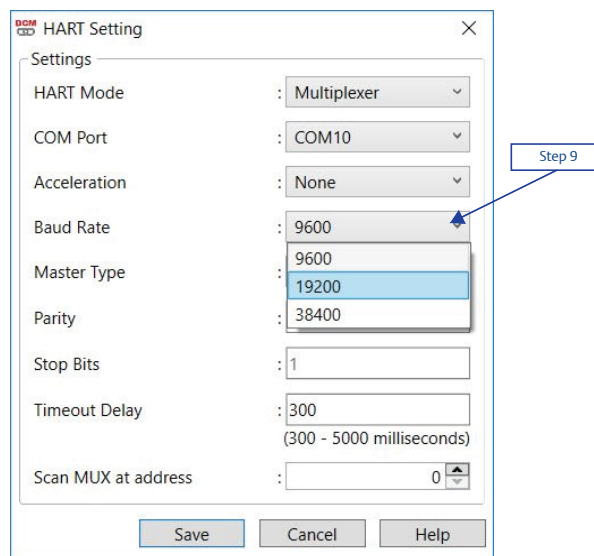 DCM HART Setting
Settings
HART Mode : Multiplexer
COM Port : COM10
Step 9
Acceleration : None
Baud Rate : 9600
9600
Master Type :
19200
Parity :
38400
Stop Bits : 1
Timeout Delay : 300
(300 - 5000 milliseconds)
Scan MUX at address : 0
Save Cancel Help